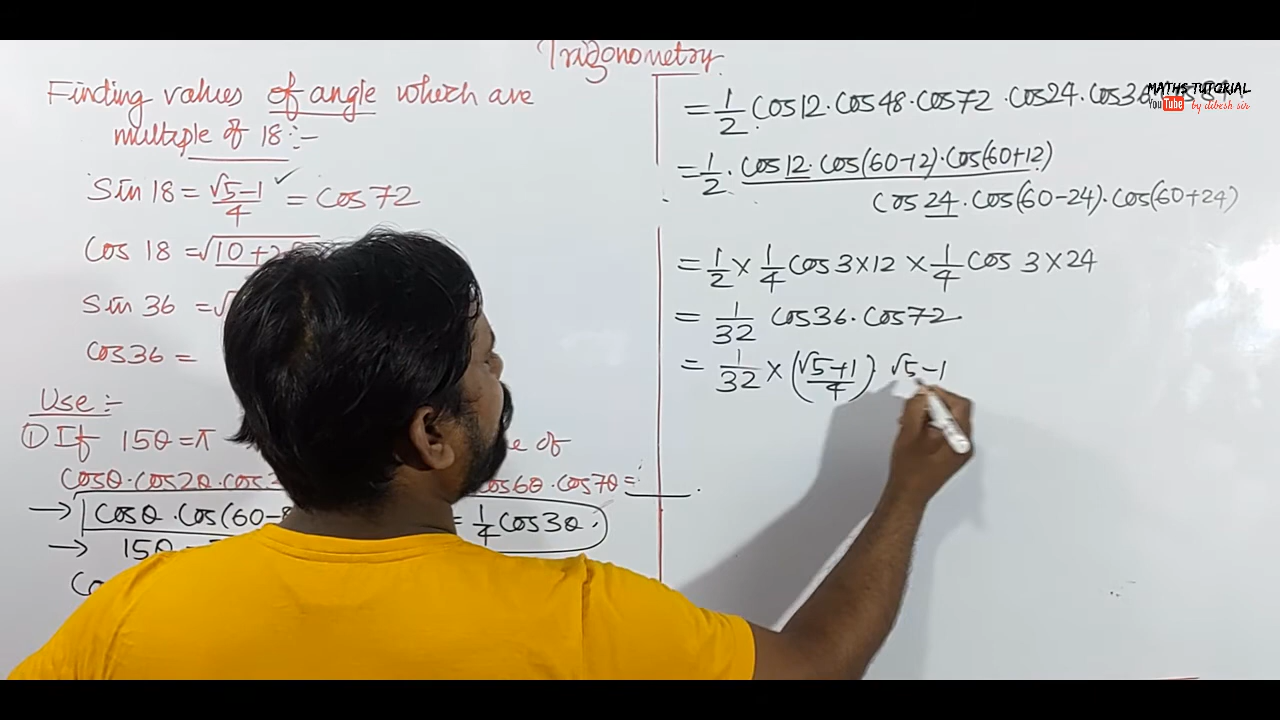 Trigonometry
Finding values of angle which are
multiple of 18:-
Sin 18 = √5-1/4 = Cos 72
Cos 18 = √10+2
Sin 36 = √
Cos 36 =
Use:-
① If 15θ = π of
Cosθ·Cos2θ·Cos Cos6θ·Cos7θ =
→ Cosθ·Cos(60- = 1/4 Cos3θ·
→ 15θ
= 1/2 Cos12·Cos48·Cos72·Cos24·Cos36
= 1/2· Cos12·Cos(60-12)·Cos(60+12)
Cos24·Cos(60-24)·Cos(60+24)
= 1/2 × 1/4 Cos 3×12 × 1/4 Cos 3×24
= 1/32 Cos36·Cos72
= 1/32 × (√5+1/4) √5-1
MATHS TUTORIAL
YouTube by dibesh sir